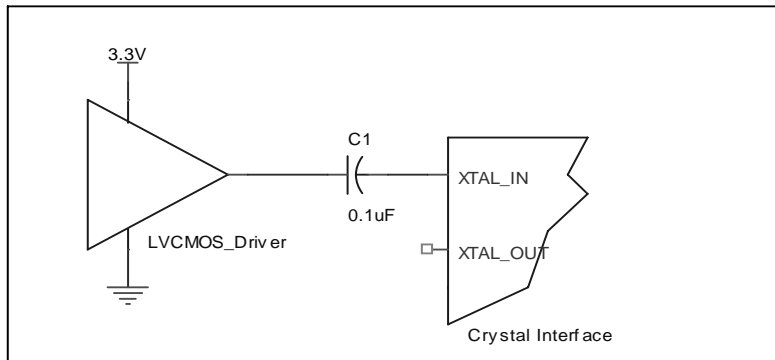 3.3V
C1
XTAL_IN
0.1uF
LVCMOS_Driver
XTAL_OUT
Crystal Interface